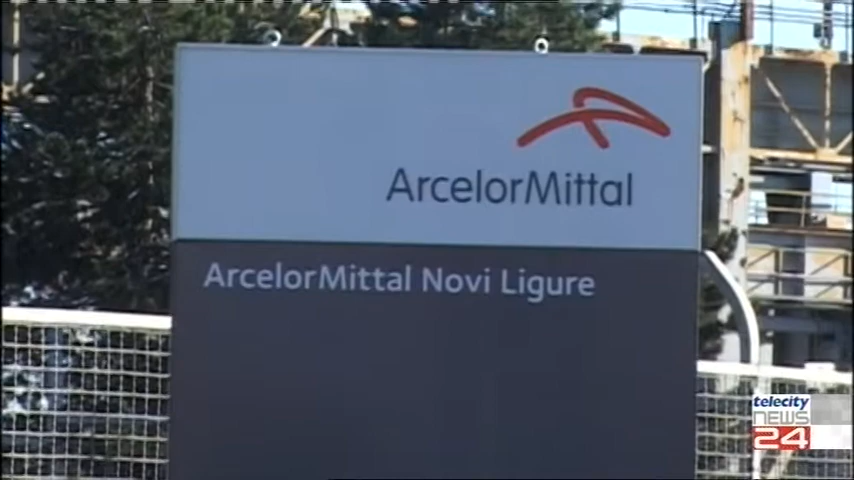 ArcelorMittal
ArcelorMittal Novi Ligure
telecity
NEWS
24